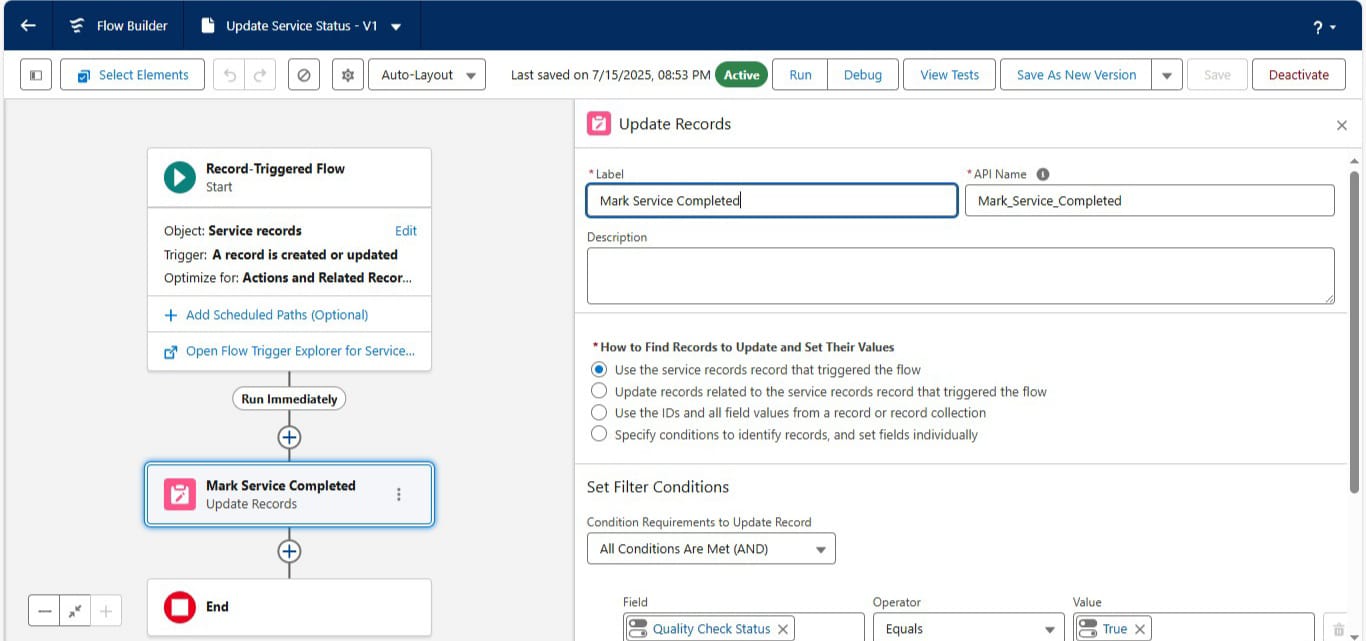 Flow Builder
Update Service Status - V1
?
Select Elements
Auto-Layout
Last saved on 7/15/2025, 08:53 PM
Active
Run
Debug
View Tests
Save As New Version
Save
Deactivate
Record-Triggered Flow
Start
Object: Service records
Edit
Trigger: A record is created or updated
Optimize for: Actions and Related Recor...
Add Scheduled Paths (Optional)
Open Flow Trigger Explorer for Service...
Run Immediately
Mark Service Completed
Update Records
End
Update Records
*Label
Mark Service Completed
*API Name
Mark_Service_Completed
Description
*How to Find Records to Update and Set Their Values
Use the service records record that triggered the flow
Update records related to the service records record that triggered the flow
Use the IDs and all field values from a record or record collection
Specify conditions to identify records, and set fields individually
Set Filter Conditions
Condition Requirements to Update Record
All Conditions Are Met (AND)
Field
Operator
Value
Quality Check Status
Equals
True